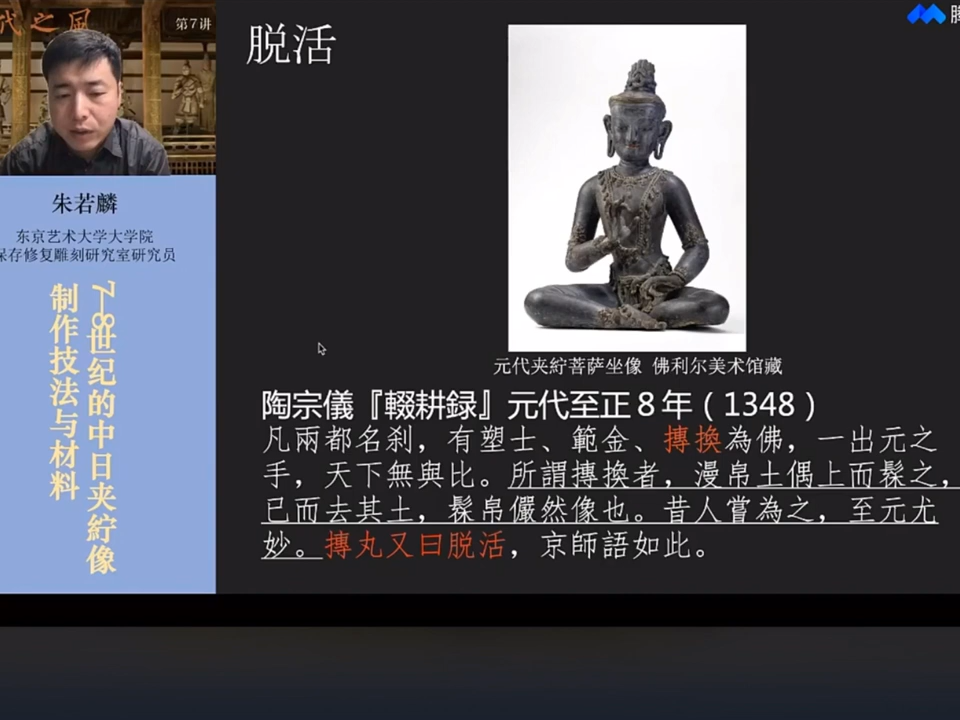 代之風
第7讲
朱若麟
东京艺术大学大学院
保存修复雕刻研究室研究员
7—8世纪的中日夹紵像
制作技法与材料
脱活
元代夹紵菩萨坐像 佛利尔美术馆藏
陶宗儀『輟耕録』元代至正8年（1348）
凡兩都名刹，有塑士、範金、摶換為佛，一出元之
手，天下無與比。所謂摶換者，漫帛土偶上而髹之，
已而去其土，髹帛儼然像也。昔人嘗為之，至元尤
妙。摶丸又曰脱活，京師語如此。